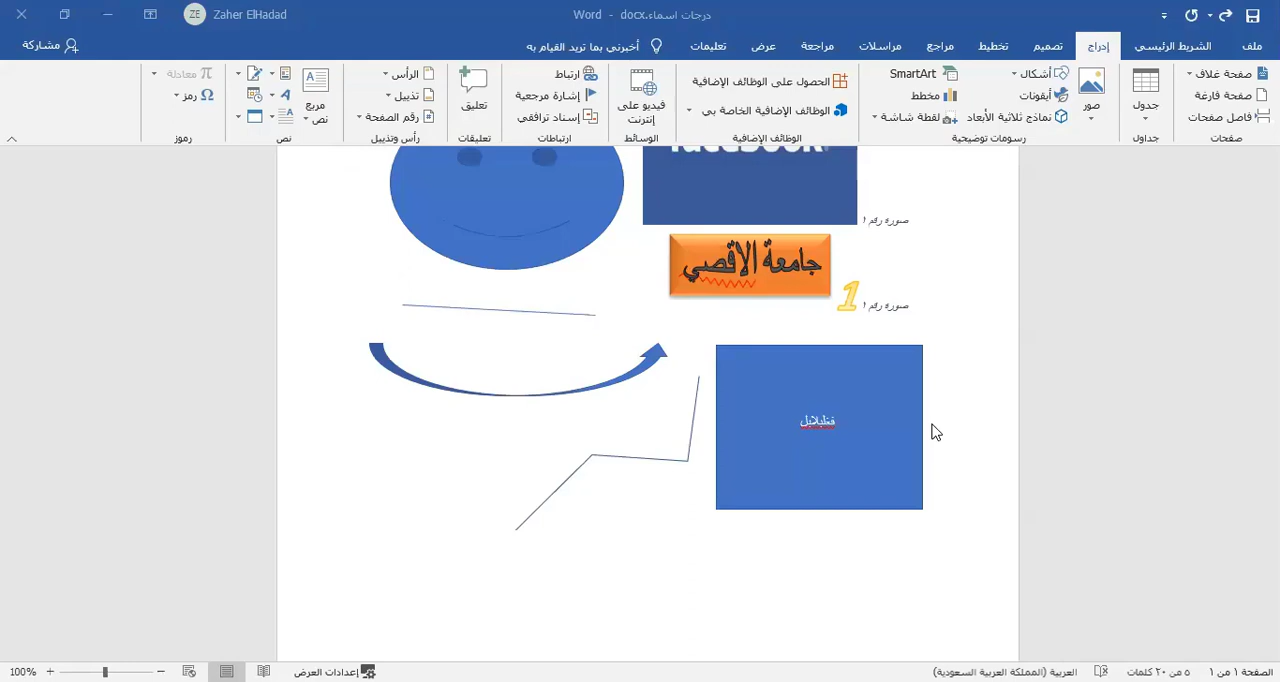 درجات اسماء.docx - Word
Zaher ElHadad
ZE
ملف
الشريط الرئيسي
إدراج
تصميم
تخطيط
مراجع
مراسلات
مراجعة
عرض
تعليمات
أخبرني بما تريد القيام به
مشاركة
صفحة غلاف
صفحة فارغة
فاصل صفحات
صفحات
جدول
جداول
صور
أشكال
أيقونات
نماذج ثلاثية الأبعاد
SmartArt
مخطط
لقطة شاشة
رسومات توضيحية
الحصول على الوظائف الإضافية
الوظائف الإضافية الخاصة بي
الوظائف الإضافية
فيديو على إنترنت
الوسائط
ارتباط
إشارة مرجعية
إسناد ترافقي
ارتباطات
تعليق
تعليقات
الرأس
تذييل
رقم الصفحة
رأس وتذييل
مربع نص
نص
معادلة
رمز
رموز
facebook
صورة رقم ١
جامعة الاقصي
1
صورة رقم ١
الصفحة ١ من ١
٥ من ٢٠ كلمات
العربية (المملكة العربية السعودية)
إعدادات العرض
100%